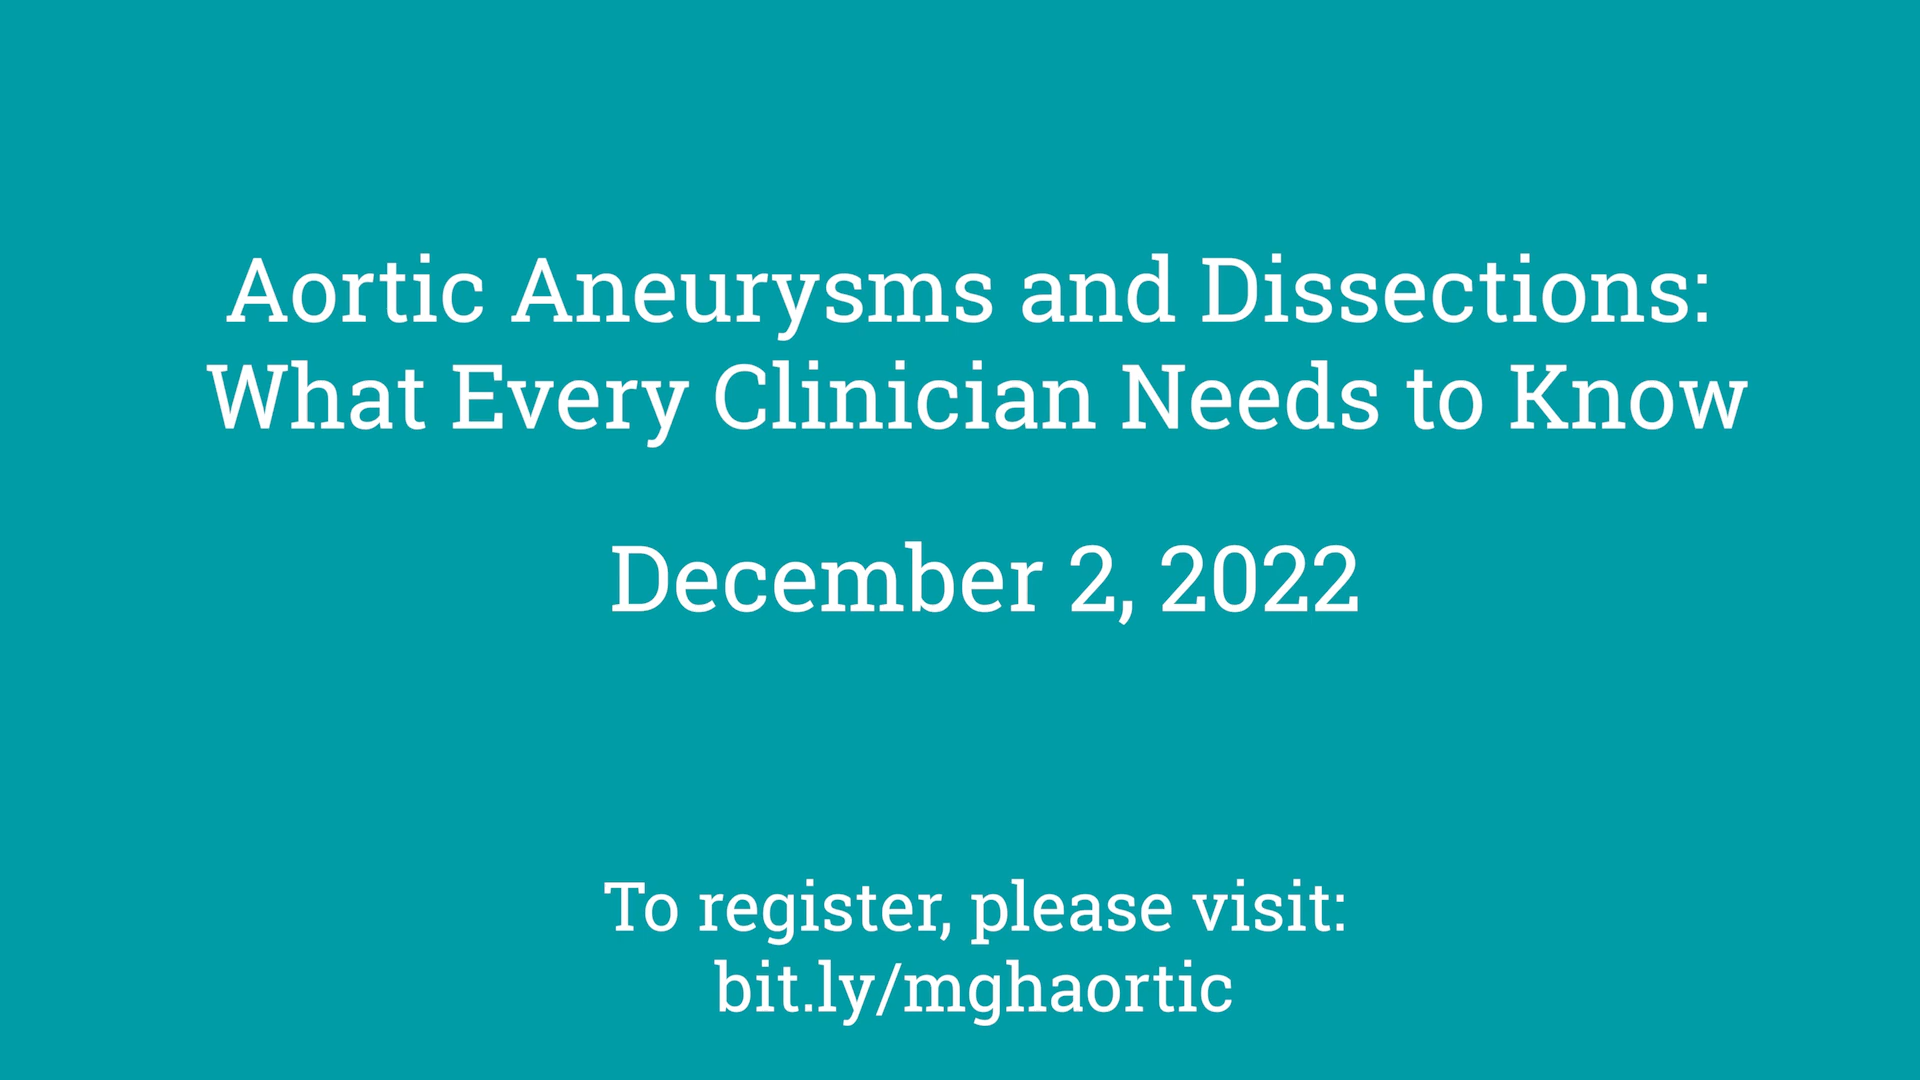 Aortic Aneurysms and Dissections:
What Every Clinician Needs to Know
December 2, 2022
To register, please visit:
bit.ly/mghaortic